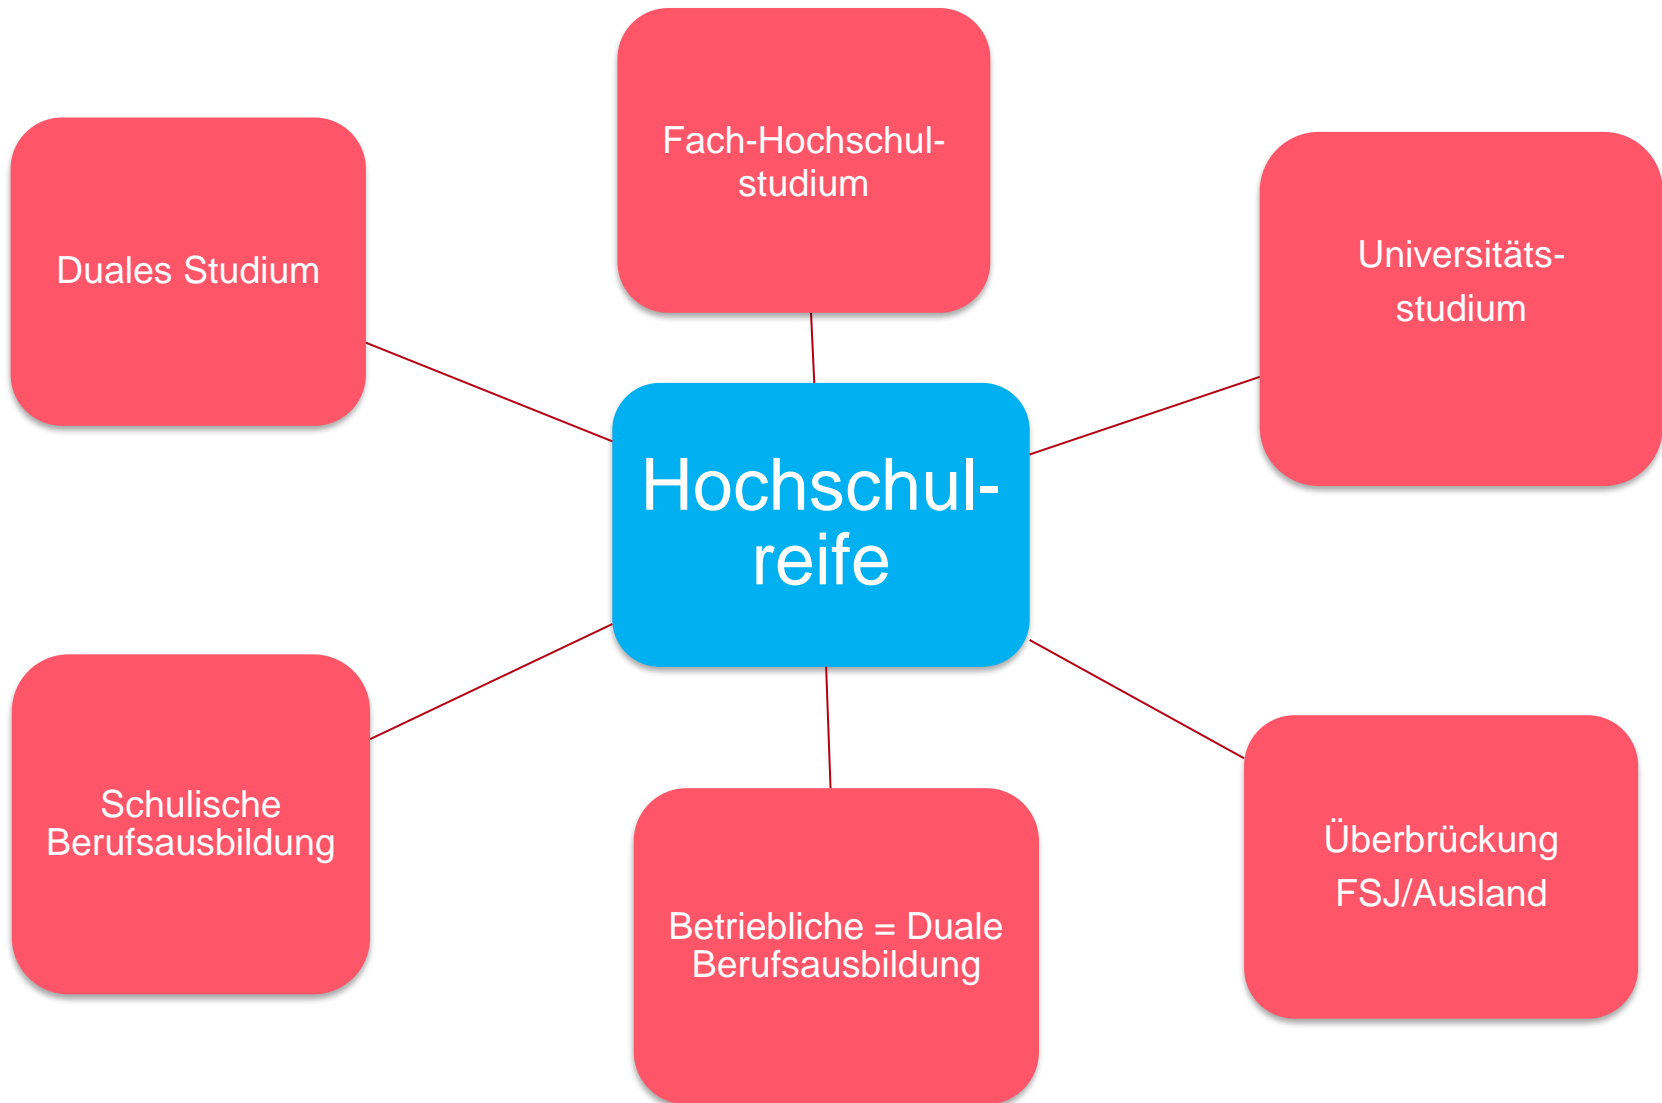 Fach-Hochschul-
studium
Duales Studium
Universitäts-
studium
Hochschul-
reife
Schulische
Berufsausbildung
Betriebliche = Duale
Berufsausbildung
Überbrückung
FSJ/Ausland